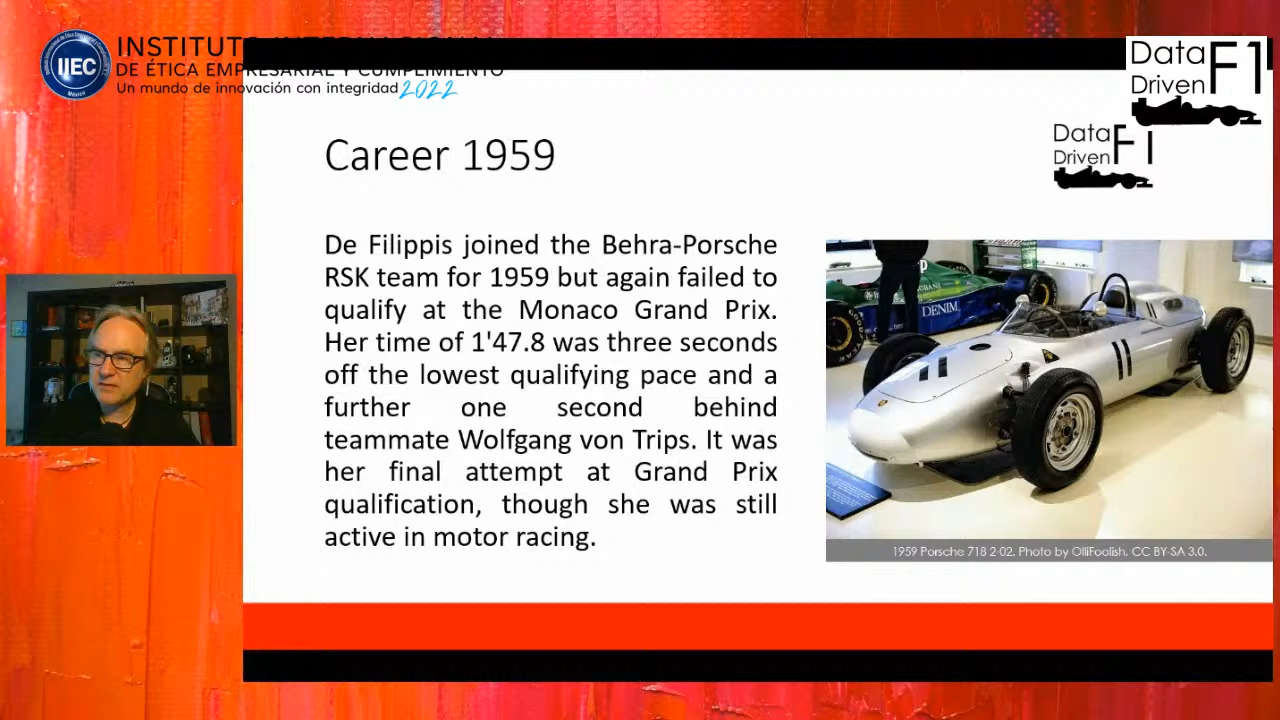 INSTITUTO
DE ÉTICA EMPRESARIAL Y CUMPLIMIENTO
Un mundo de innovación con integridad 2022
IIEC
México
Data
Driven F1
Data
Driven F1
Career 1959
De Filippis joined the Behra-Porsche
RSK team for 1959 but again failed to
qualify at the Monaco Grand Prix.
Her time of 1'47.8 was three seconds
off the lowest qualifying pace and a
further one second behind
teammate Wolfgang von Trips. It was
her final attempt at Grand Prix
qualification, though she was still
active in motor racing.
DENIM
11
11
1959 Porsche 718 2-02. Photo by OlliFoolish, CC BY-SA 3.0.